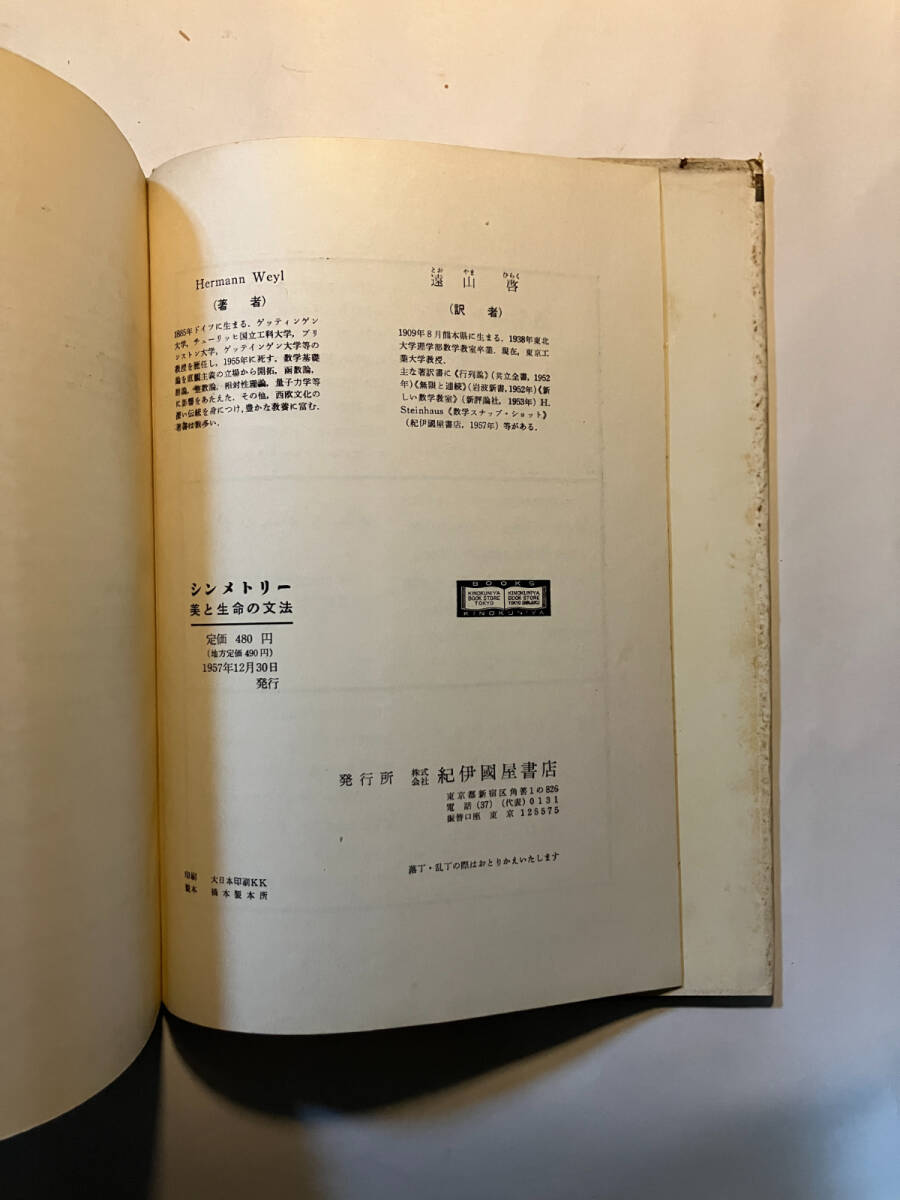 Hermann Weyl
(著者)
1885年ドイツに生まる．ゲッティンゲン
大学，チューリッヒ国立工科大学，プリ
ンストン大学，ゲッテインゲン大学等の
教授を歴任し，1955年に死す．数学基礎
論を直観主義の立場から開拓，函数論，
群論，整数論，相対性理論，量子力学等
に影響をあたえた．その他，西欧文化の
深い伝統を身につけ，豊かな教養に富む．
著書は数多い．
とお やま ひらく
遠山 啓
(訳者)
1909年8月熊本県に生まる．1938年東北
大学理学部数学教室卒業．現在，東京工
業大学教授．
主な著訳書に《行列論》(共立全書，1952
年)《無限と連続》(岩波新書，1952年)《新
しい数学教室》(新評論社，1953年) H.
Steinhaus《数学スナップ・ショット》
(紀伊國屋書店，1957年) 等がある．
シンメトリー
美と生命の文法
定価 480 円
(地方定価 490円)
1957年12月30日
発行
BOOKS
KINOKUNIYA BOOK STORE TOKYO
KINOKUNIYA BOOK STORE TOKYO SHINJUKU
KINOKUNIYA
発行所 株式会社 紀伊國屋書店
東京都新宿区角筈1の826
電話 (37) (代表) 0131
振替口座 東京 125575
落丁・乱丁の際はおとりかえいたします
印刷 大日本印刷KK
製本 橋本製本所